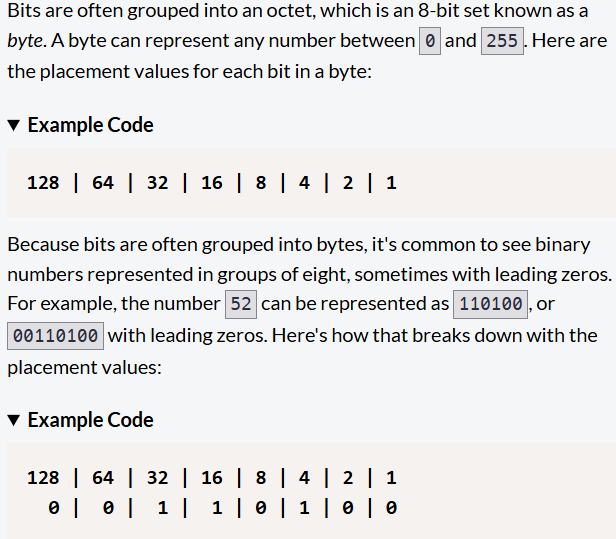 Bits are often grouped into an octet, which is an 8-bit set known as a
byte. A byte can represent any number between 0 and 255. Here are
the placement values for each bit in a byte:
▼ Example Code
128 | 64 | 32 | 16 | 8 | 4 | 2 | 1
Because bits are often grouped into bytes, it's common to see binary
numbers represented in groups of eight, sometimes with leading zeros.
For example, the number 52 can be represented as 110100, or
00110100 with leading zeros. Here's how that breaks down with the
placement values:
▼ Example Code
128 | 64 | 32 | 16 | 8 | 4 | 2 | 1
0 | 0 | 1 | 1 | 0 | 1 | 0 | 0